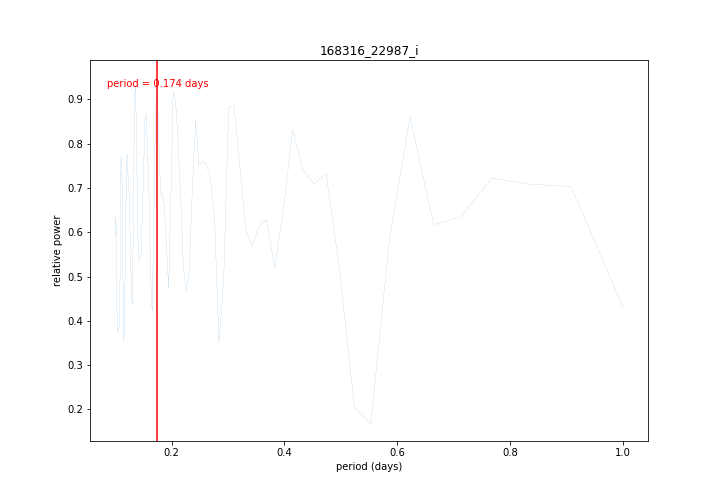 168316_22987_i
period = 0.174 days
0.9
0.8
0.7
0.6
0.5
0.4
0.3
0.2
relative power
0.2 0.4 0.6 0.8 1.0
period (days)